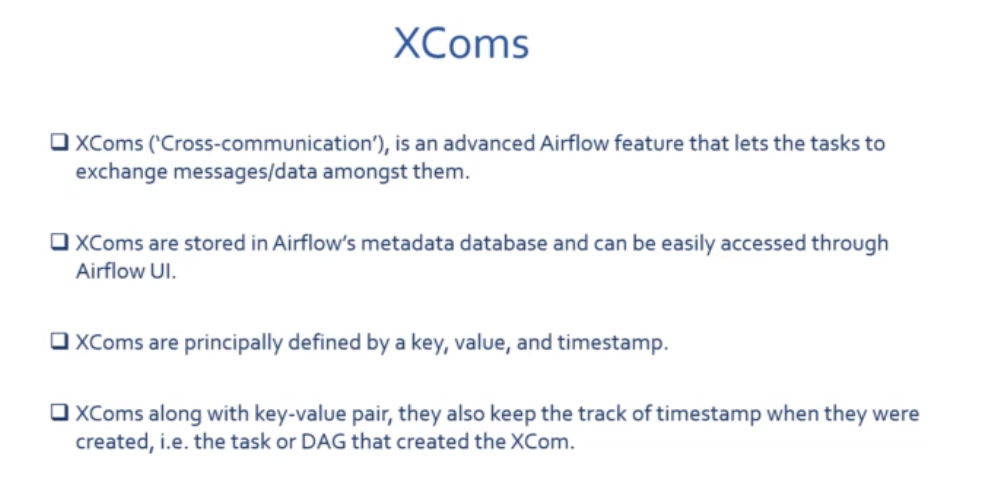 XComs
❑ XComs (‘Cross-communication’), is an advanced Airflow feature that lets the tasks to
exchange messages/data amongst them.
❑ XComs are stored in Airflow’s metadata database and can be easily accessed through
Airflow UI.
❑ XComs are principally defined by a key, value, and timestamp.
❑ XComs along with key-value pair, they also keep the track of timestamp when they were
created, i.e. the task or DAG that created the XCom.